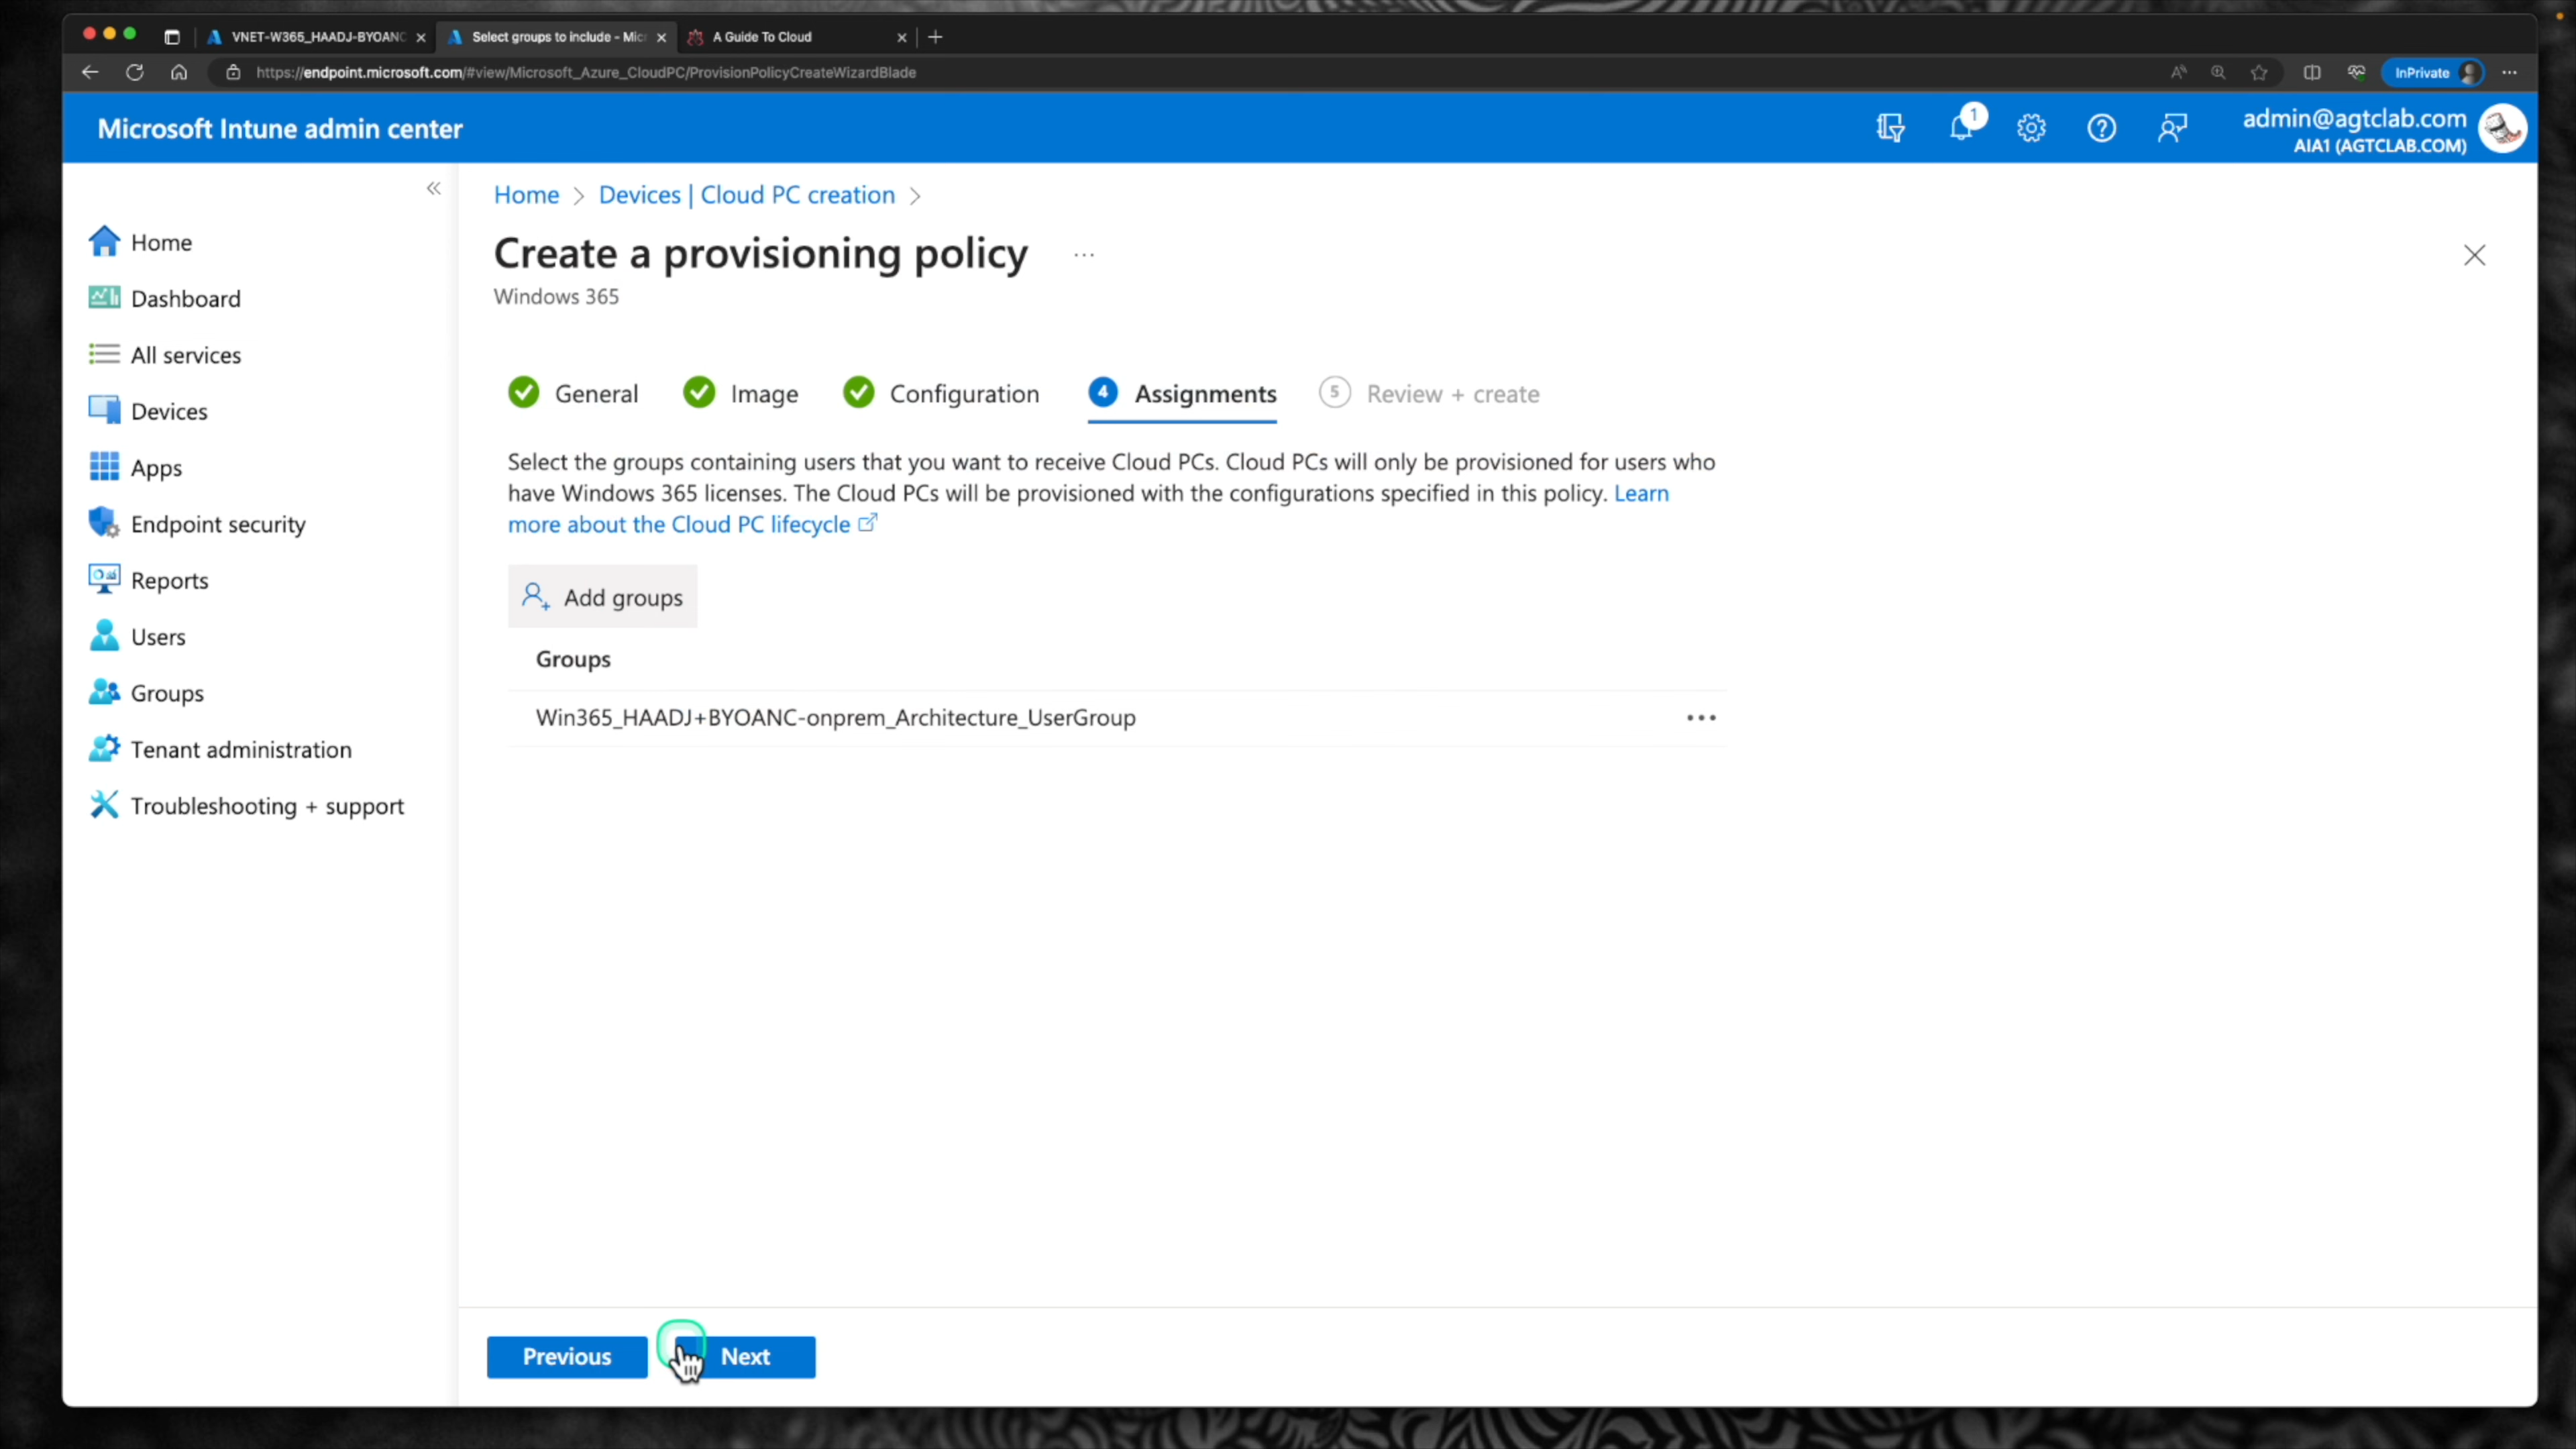 VNET-W365_HAADJ-BYOANC
Select groups to include - Mic
A Guide To Cloud
https://endpoint.microsoft.com/#view/Microsoft_Azure_CloudPC/ProvisionPolicyCreateWizardBlade
InPrivate
Microsoft Intune admin center
1
admin@agtclab.com
AIA1 (AGTCLAB.COM)
Home
Dashboard
All services
Devices
Apps
Endpoint security
Reports
Users
Groups
Tenant administration
Troubleshooting + support
Home > Devices | Cloud PC creation >
Create a provisioning policy ...
Windows 365
General
Image
Configuration
4 Assignments
5 Review + create
Select the groups containing users that you want to receive Cloud PCs. Cloud PCs will only be provisioned for users who
have Windows 365 licenses. The Cloud PCs will be provisioned with the configurations specified in this policy. Learn
more about the Cloud PC lifecycle
Add groups
Groups
Win365_HAADJ+BYOANC-onprem_Architecture_UserGroup
Previous
Next